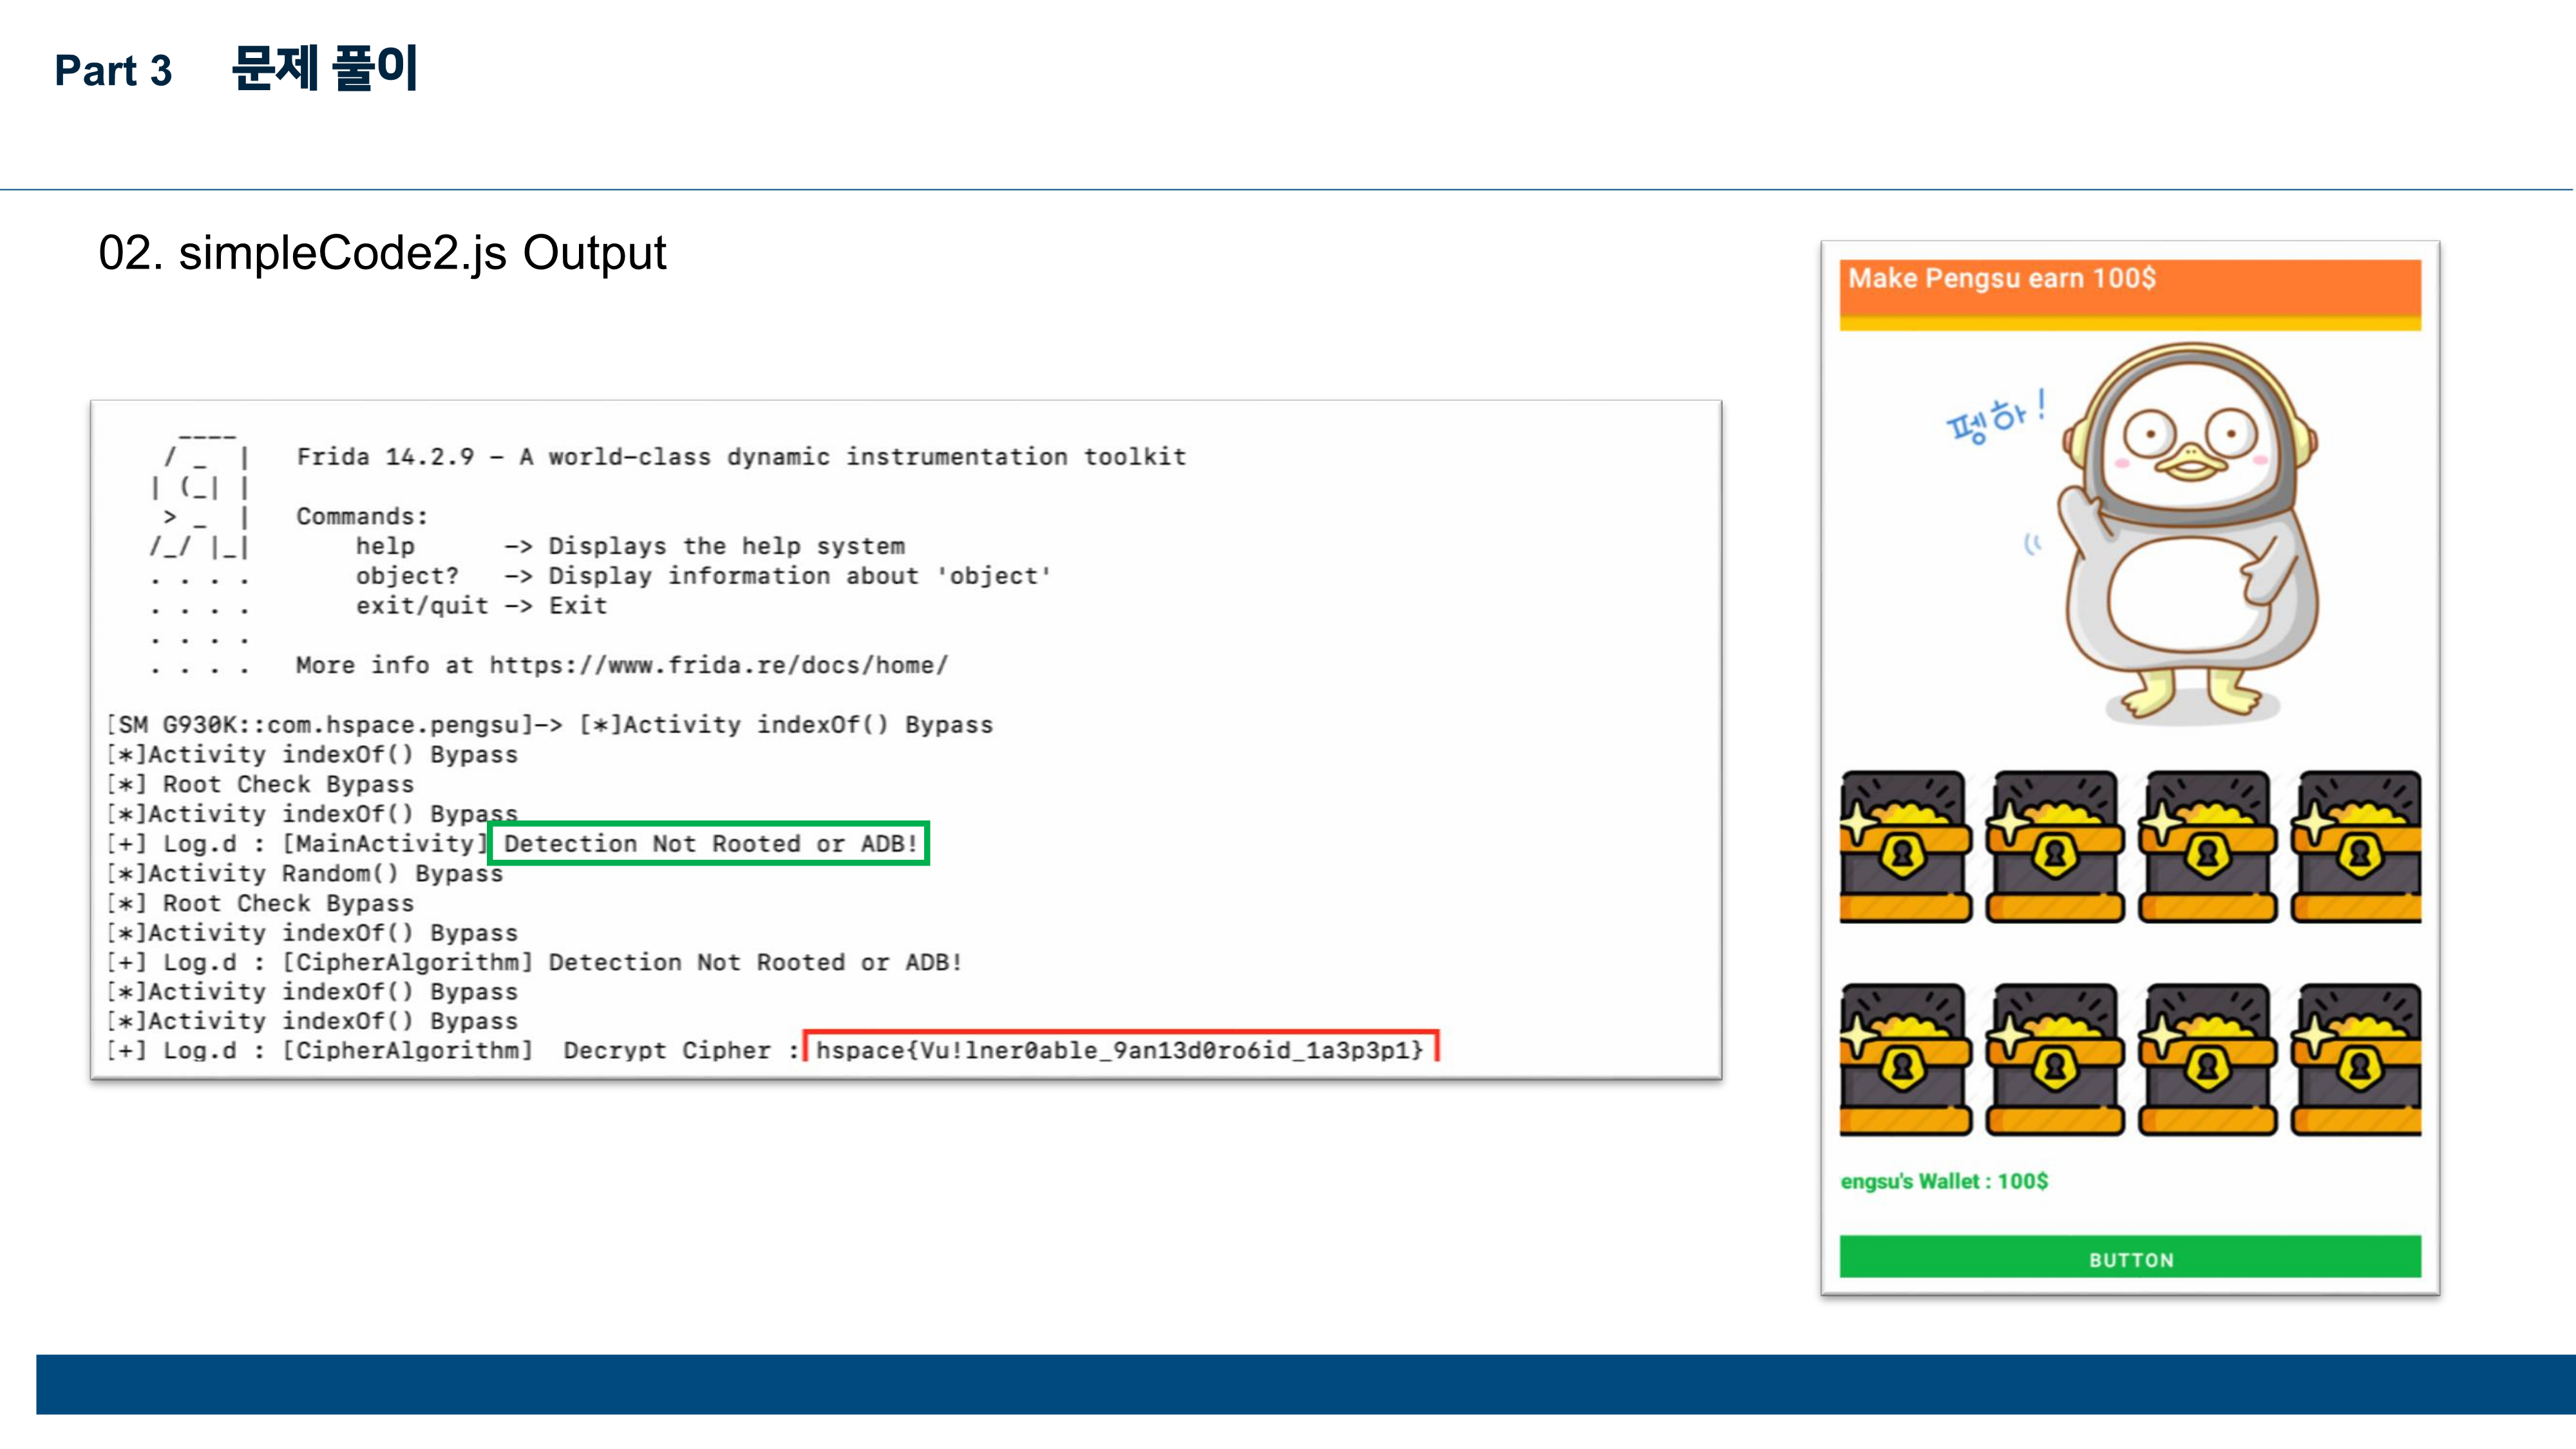 Part 3 문제 풀이
02. simpleCode2.js Output
Frida 14.2.9 - A world-class dynamic instrumentation toolkit
Commands:
help -> Displays the help system
object? -> Display information about 'object'
exit/quit -> Exit
More info at https://www.frida.re/docs/home/
[SM G930K::com.hspace.pengsu]-> [*]Activity indexOf() Bypass
[*]Activity indexOf() Bypass
[*] Root Check Bypass
[*]Activity indexOf() Bypass
[+] Log.d : [MainActivity] Detection Not Rooted or ADB!
[*]Activity Random() Bypass
[*] Root Check Bypass
[*]Activity indexOf() Bypass
[+] Log.d : [CipherAlgorithm] Detection Not Rooted or ADB!
[*]Activity indexOf() Bypass
[*]Activity indexOf() Bypass
[+] Log.d : [CipherAlgorithm]  Decrypt Cipher : hspace{Vu!lner0able_9an13d0ro6id_1a3p3p1}
Make Pengsu earn 100$
펭하!
engsu's Wallet : 100$
BUTTON